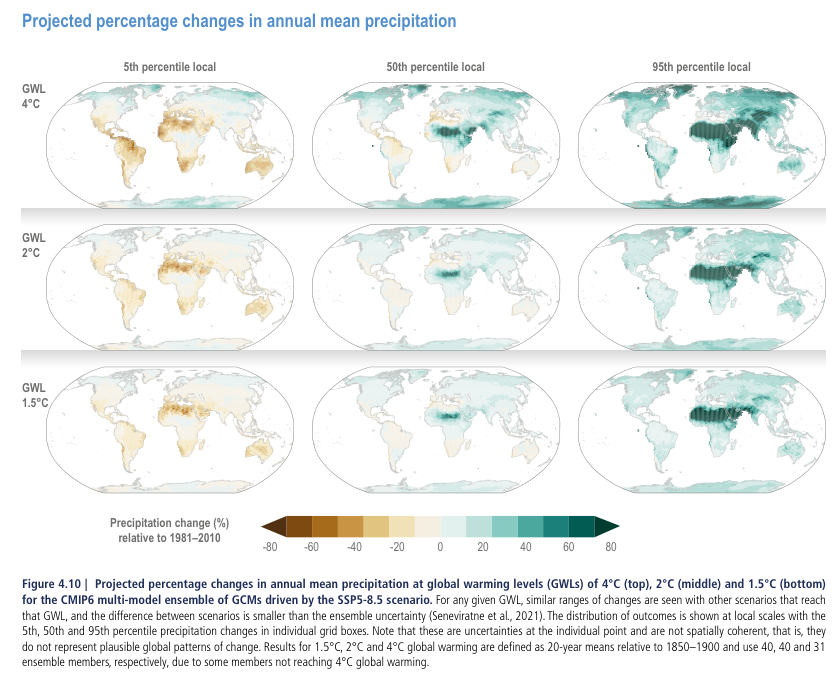 Projected percentage changes in annual mean precipitation
5th percentile local
50th percentile local
95th percentile local
GWL
4°C
GWL
2°C
GWL
1.5°C
Precipitation change (%)
relative to 1981–2010
-80 -60 -40 -20 0 20 40 60 80
Figure 4.10 | Projected percentage changes in annual mean precipitation at global warming levels (GWLs) of 4°C (top), 2°C (middle) and 1.5°C (bottom)
for the CMIP6 multi-model ensemble of GCMs driven by the SSP5-8.5 scenario. For any given GWL, similar ranges of changes are seen with other scenarios that reach
that GWL, and the difference between scenarios is smaller than the ensemble uncertainty (Seneviratne et al., 2021). The distribution of outcomes is shown at local scales with the
5th, 50th and 95th percentile precipitation changes in individual grid boxes. Note that these are uncertainties at the individual point and are not spatially coherent, that is, they
do not represent plausible global patterns of change. Results for 1.5°C, 2°C and 4°C global warming are defined as 20-year means relative to 1850–1900 and use 40, 40 and 31
ensemble members, respectively, due to some members not reaching 4°C global warming.